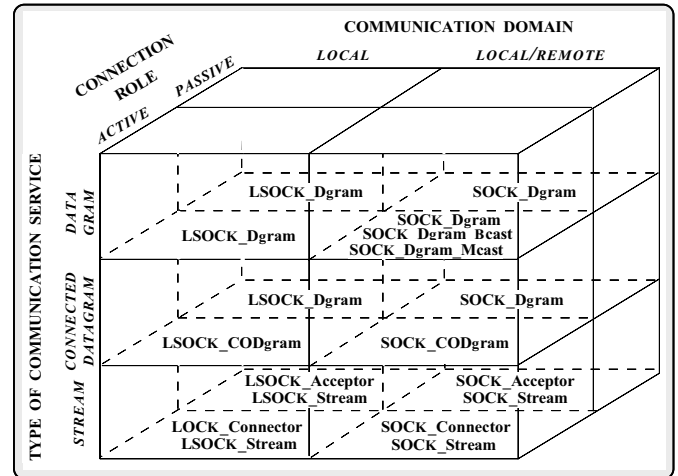 COMMUNICATION DOMAIN
LOCAL
LOCAL/REMOTE
CONNECTION
ROLE
PASSIVE
ACTIVE
TYPE OF COMMUNICATION SERVICE
DATA
GRAM
LSOCK_Dgram
SOCK_Dgram
LSOCK_Dgram
SOCK_Dgram
SOCK_Dgram_Bcast
SOCK_Dgram_Mcast
CONNECTED
DATAGRAM
LSOCK_Dgram
SOCK_Dgram
LSOCK_CODgram
SOCK_CODgram
STREAM
LSOCK_Acceptor
LSOCK_Stream
SOCK_Acceptor
SOCK_Stream
LOCK_Connector
LSOCK_Stream
SOCK_Connector
SOCK_Stream